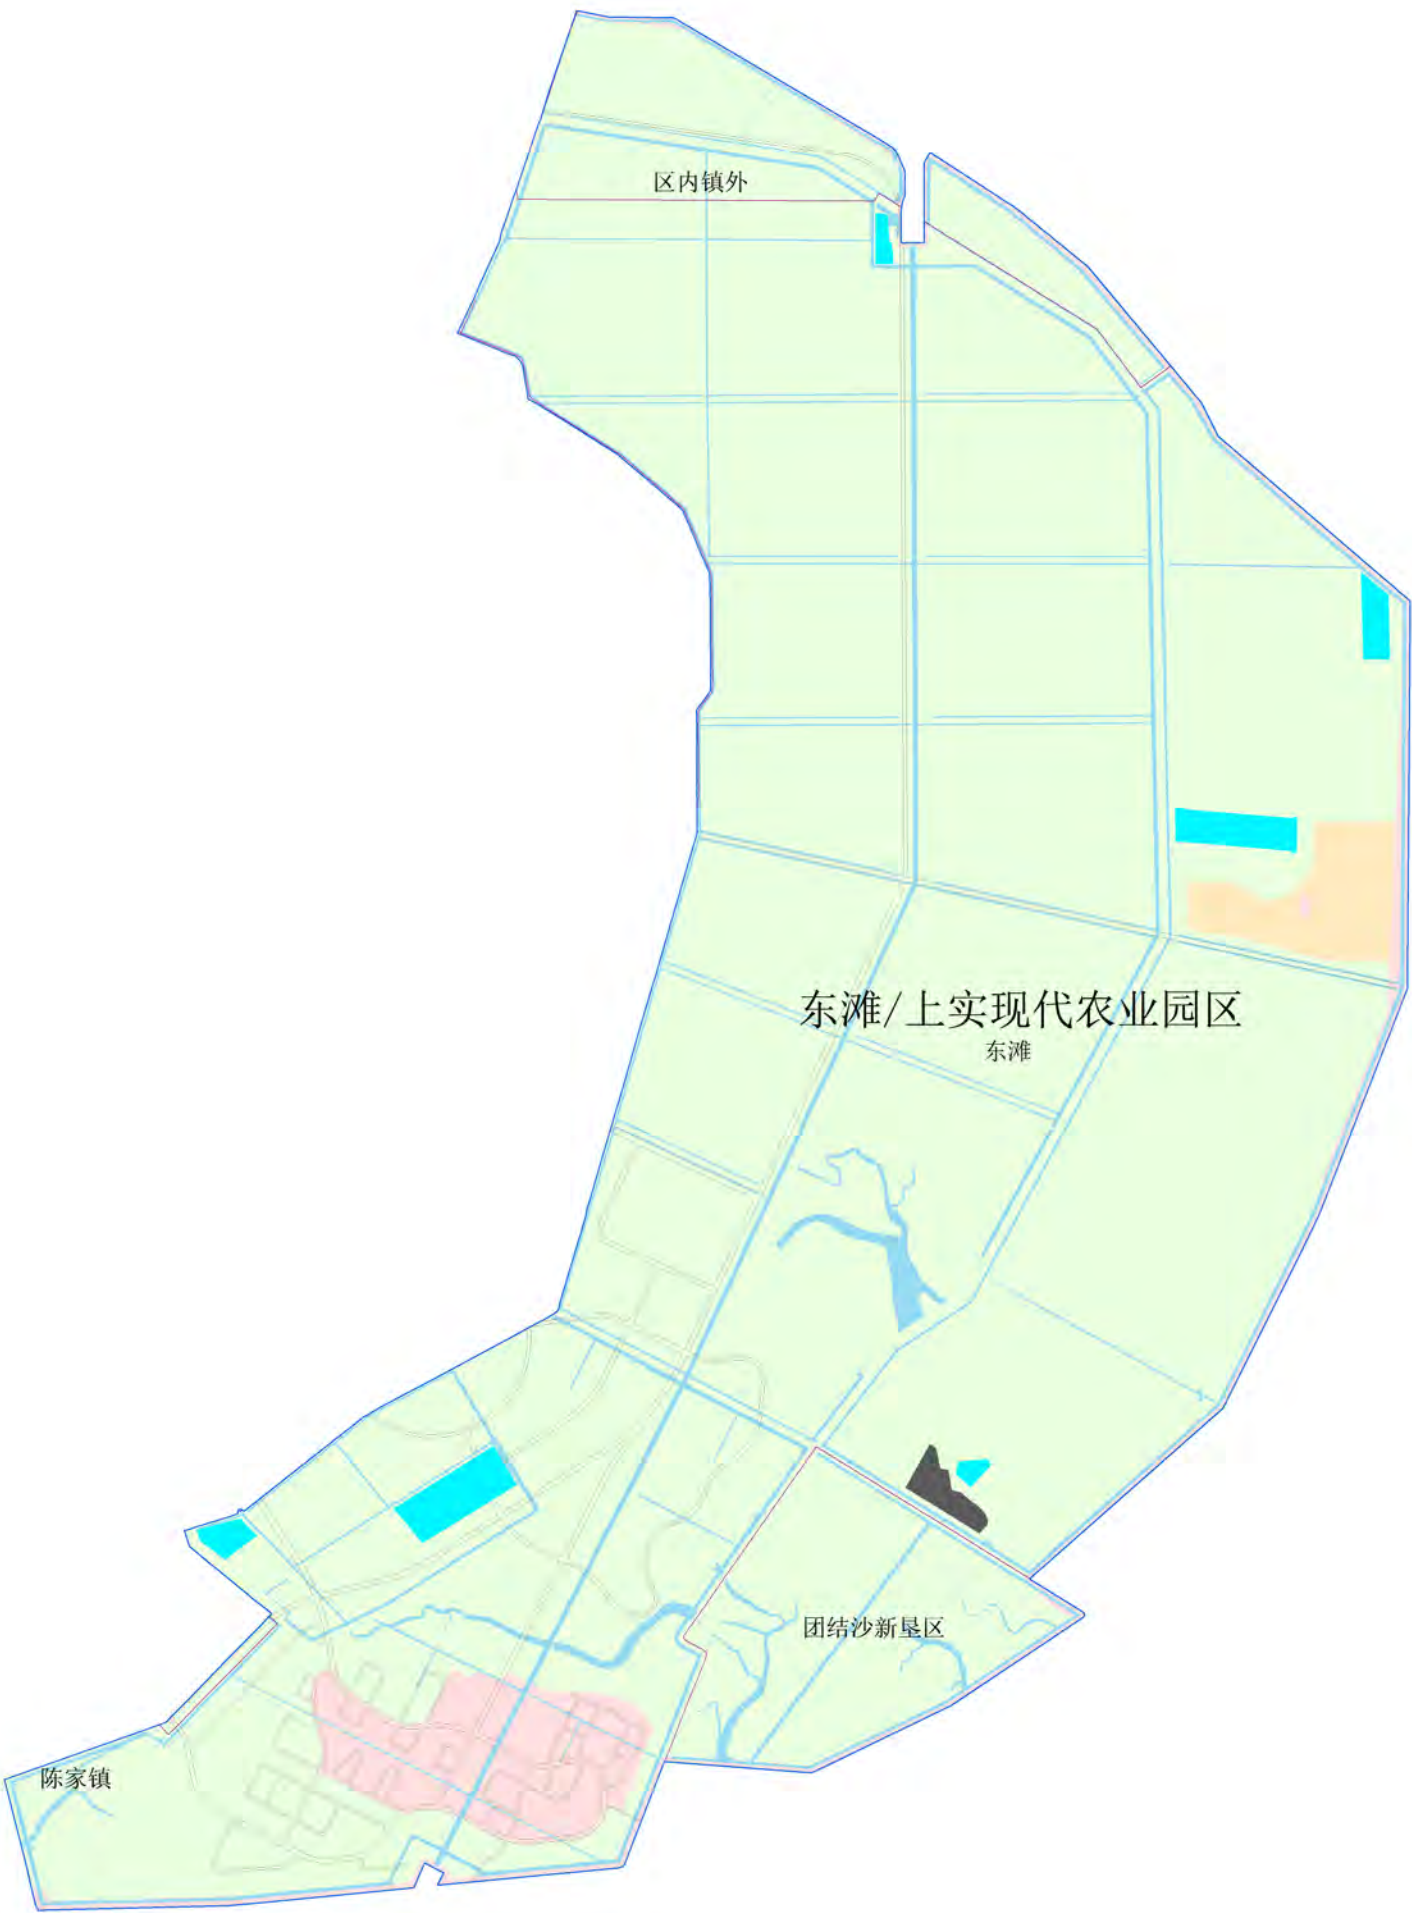 区内镇外
东滩/上实现代农业园区
东滩
团结沙新垦区
陈家镇